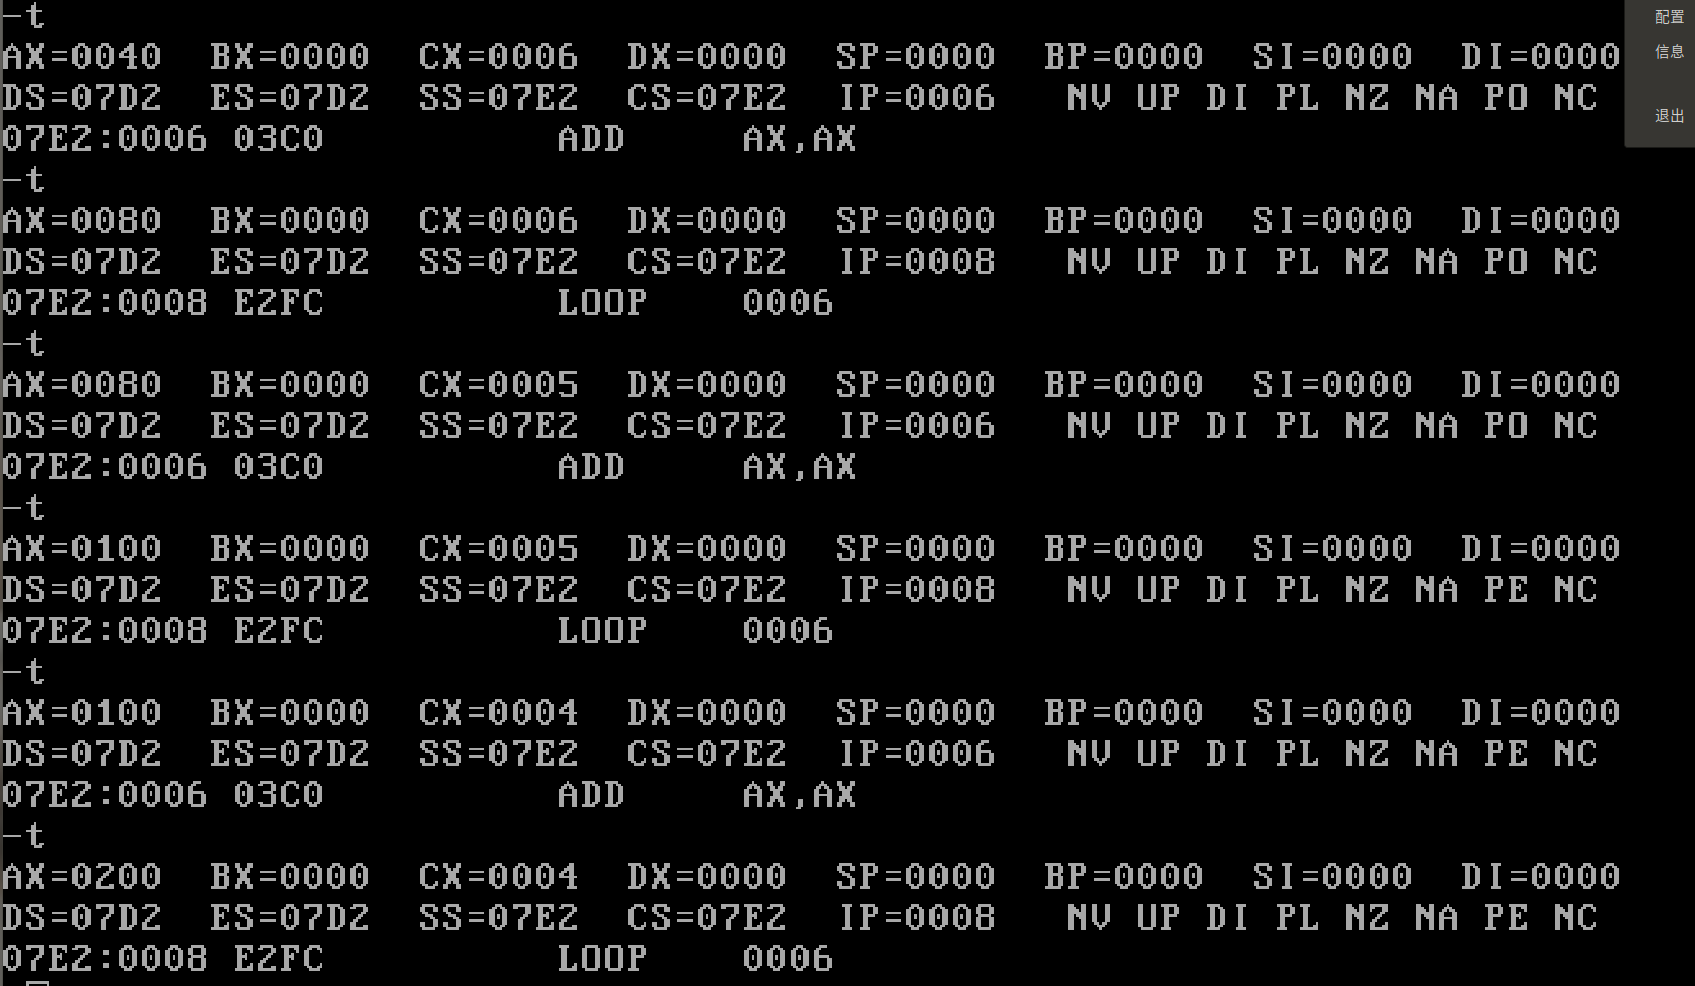 -t
AX=0040 BX=0000 CX=0006 DX=0000 SP=0000 BP=0000 SI=0000 DI=0000
DS=07D2 ES=07D2 SS=07E2 CS=07E2 IP=0006 NV UP DI PL NZ NA PO NC
07E2:0006 03C0 ADD AX,AX
-t
AX=0080 BX=0000 CX=0006 DX=0000 SP=0000 BP=0000 SI=0000 DI=0000
DS=07D2 ES=07D2 SS=07E2 CS=07E2 IP=0008 NV UP DI PL NZ NA PO NC
07E2:0008 E2FC LOOP 0006
-t
AX=0080 BX=0000 CX=0005 DX=0000 SP=0000 BP=0000 SI=0000 DI=0000
DS=07D2 ES=07D2 SS=07E2 CS=07E2 IP=0006 NV UP DI PL NZ NA PO NC
07E2:0006 03C0 ADD AX,AX
-t
AX=0100 BX=0000 CX=0005 DX=0000 SP=0000 BP=0000 SI=0000 DI=0000
DS=07D2 ES=07D2 SS=07E2 CS=07E2 IP=0008 NV UP DI PL NZ NA PE NC
07E2:0008 E2FC LOOP 0006
-t
AX=0100 BX=0000 CX=0004 DX=0000 SP=0000 BP=0000 SI=0000 DI=0000
DS=07D2 ES=07D2 SS=07E2 CS=07E2 IP=0006 NV UP DI PL NZ NA PE NC
07E2:0006 03C0 ADD AX,AX
-t
AX=0200 BX=0000 CX=0004 DX=0000 SP=0000 BP=0000 SI=0000 DI=0000
DS=07D2 ES=07D2 SS=07E2 CS=07E2 IP=0008 NV UP DI PL NZ NA PE NC
07E2:0008 E2FC LOOP 0006
配置
信息
退出